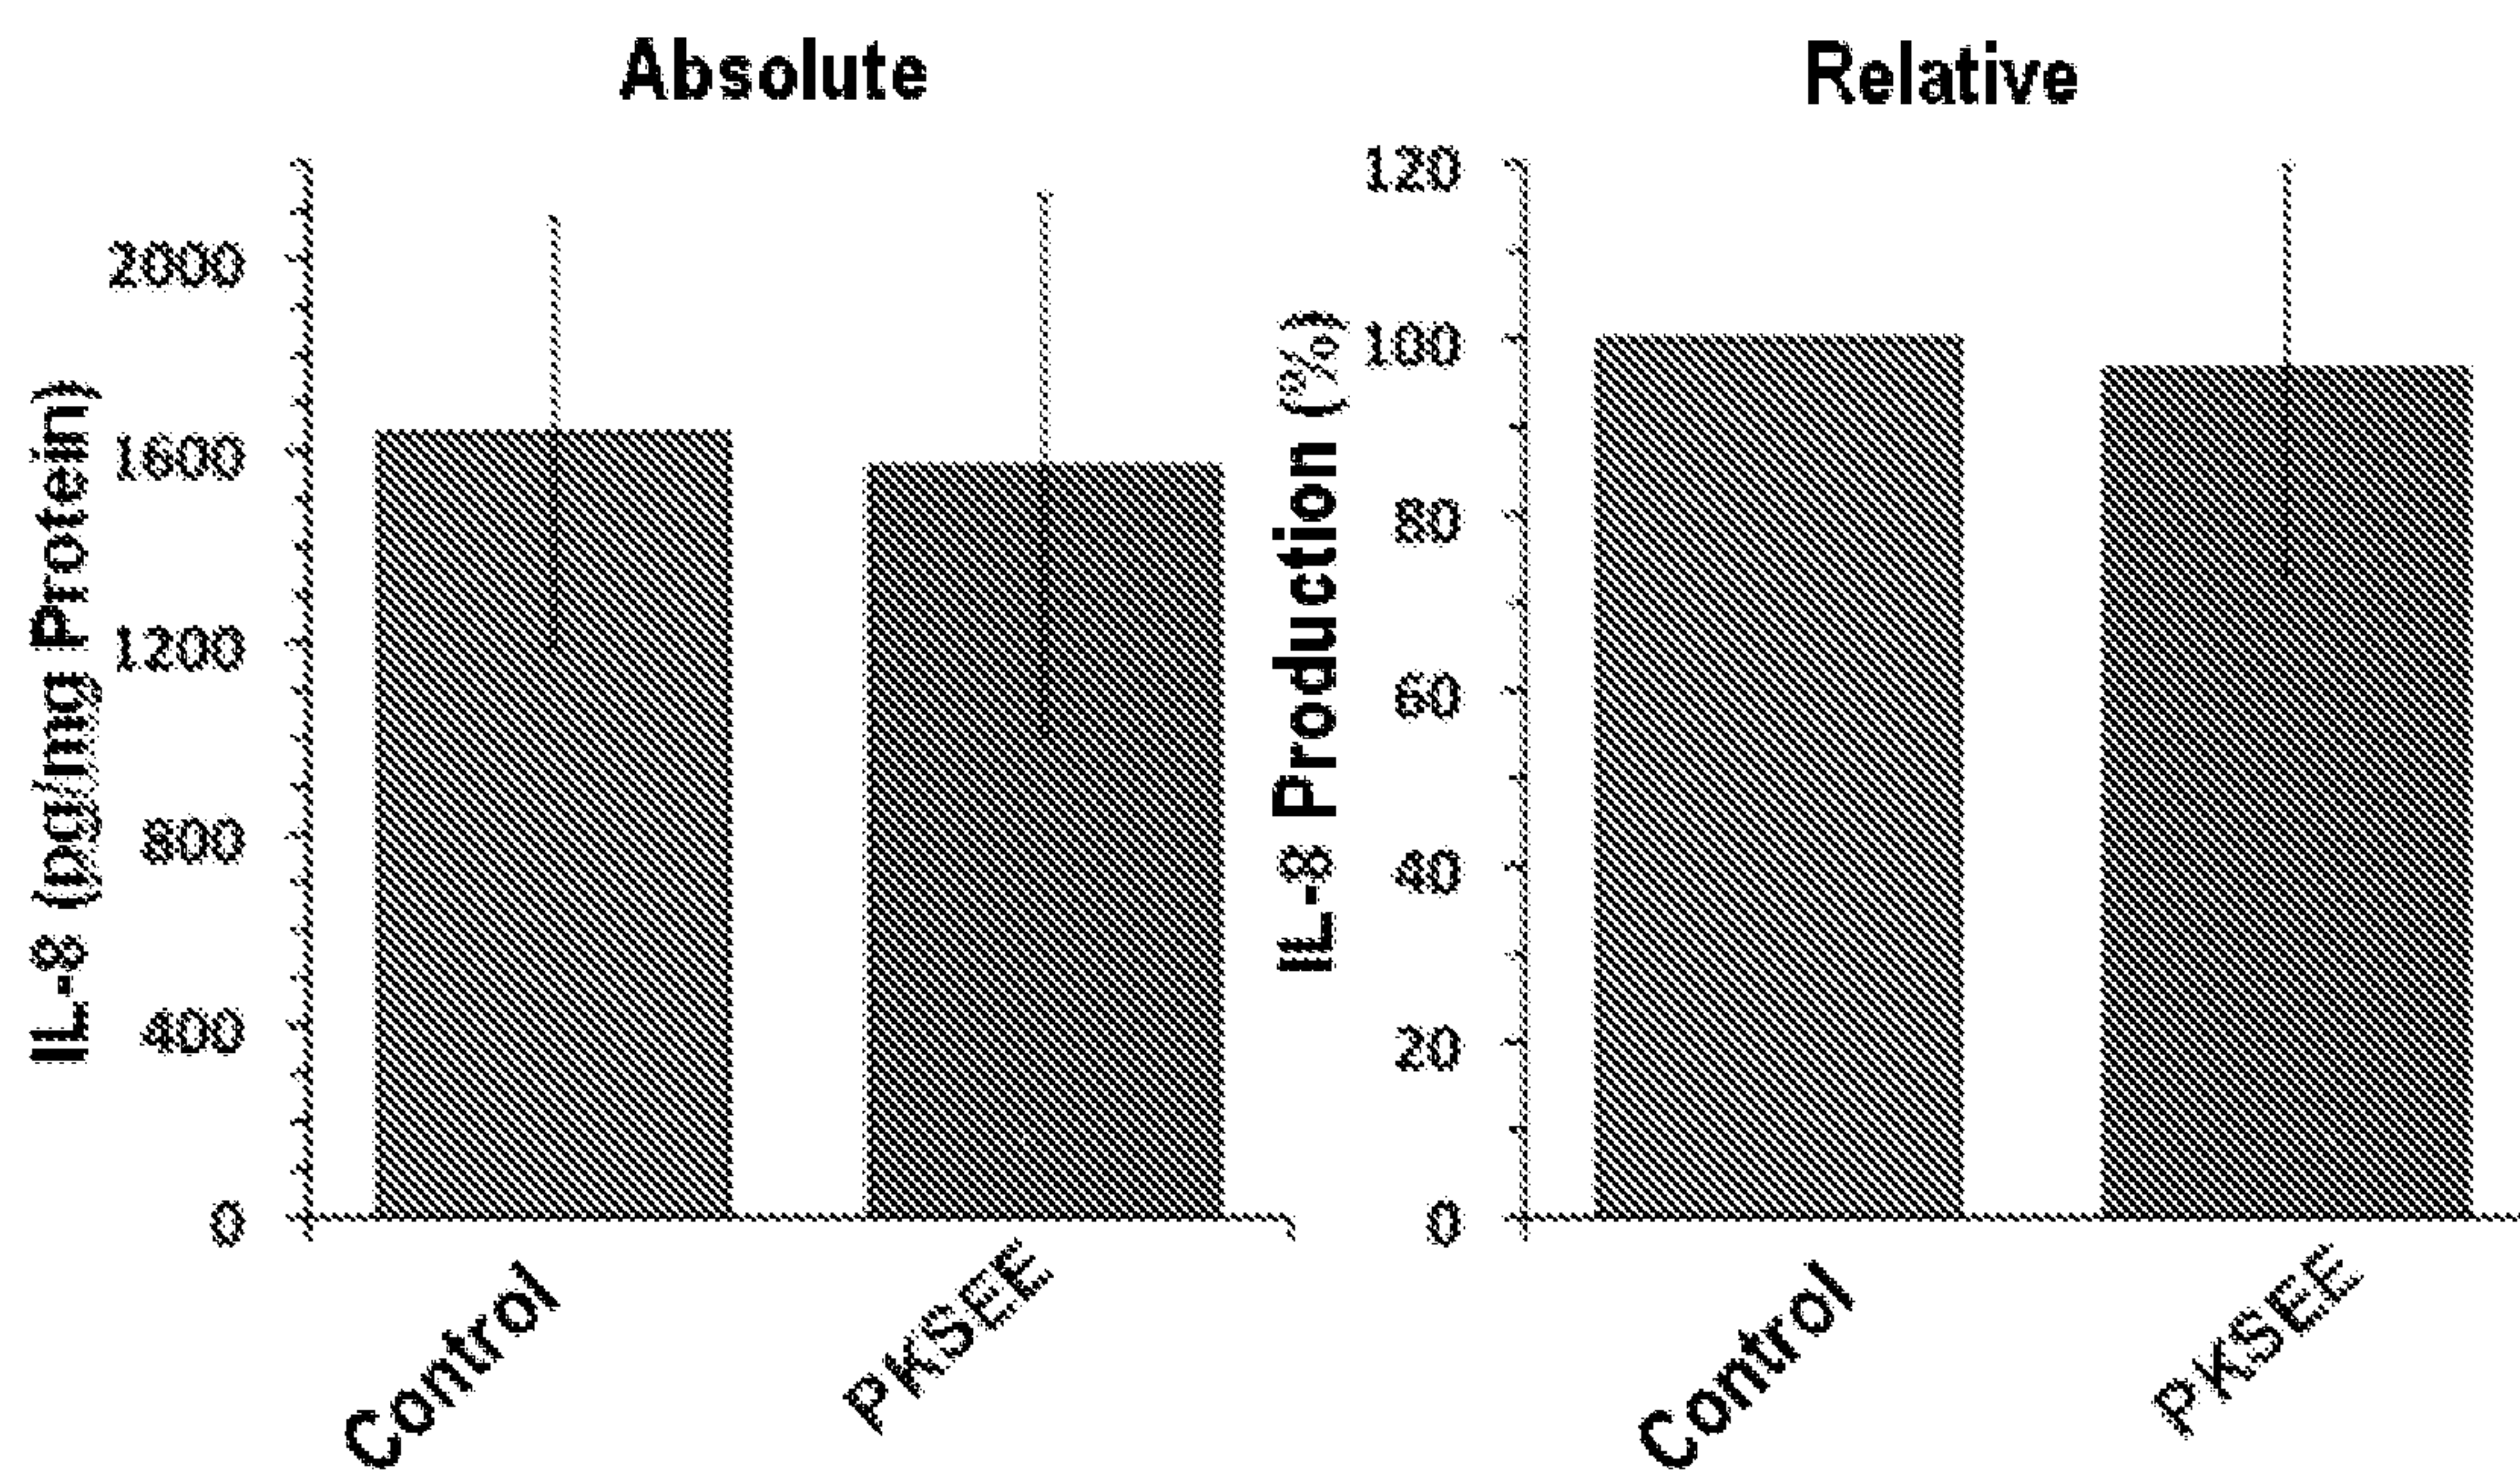 Absolute
IL-8 (pg/mg Protein)
2000
1600
1200
800
400
0
Control
PKSEE
Relative
IL-8 Production (%)
120
100
80
60
40
20
0
Control
PKSEE